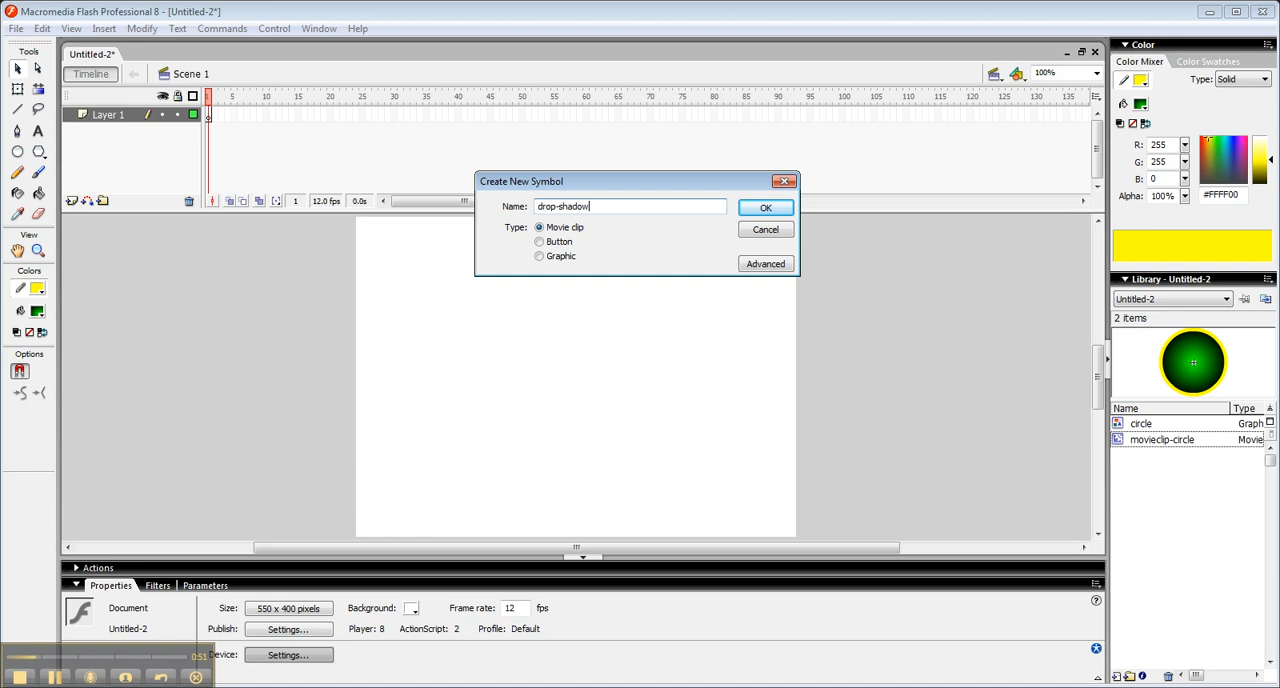 Macromedia Flash Professional 8 - [Untitled-2*]
File Edit View Insert Modify Text Commands Control Window Help
Tools
Untitled-2*
Timeline Scene 1 100%
1 5 10 15 20 25 30 35 40 45 50 55 60 65 70 75 80 85 90 95 100 105 110 115 120 125 130 135
Layer 1
1 12.0 fps 0.0s
View
Colors
Options
Create New Symbol
Name: drop-shadow OK
Type: Movie clip Cancel
Button
Graphic
Advanced
Color
Color Mixer Color Swatches
Type: Solid
R: 255
G: 255
B: 0
Alpha: 100% #FFFF00
Library - Untitled-2
Untitled-2
2 items
Name Type
circle Graph
movieclip-circle Movie
Actions
Properties Filters Parameters
Document Size: 550 x 400 pixels Background: Frame rate: 12 fps
Untitled-2 Publish: Settings... Player: 8 ActionScript: 2 Profile: Default
0:51 Device: Settings...